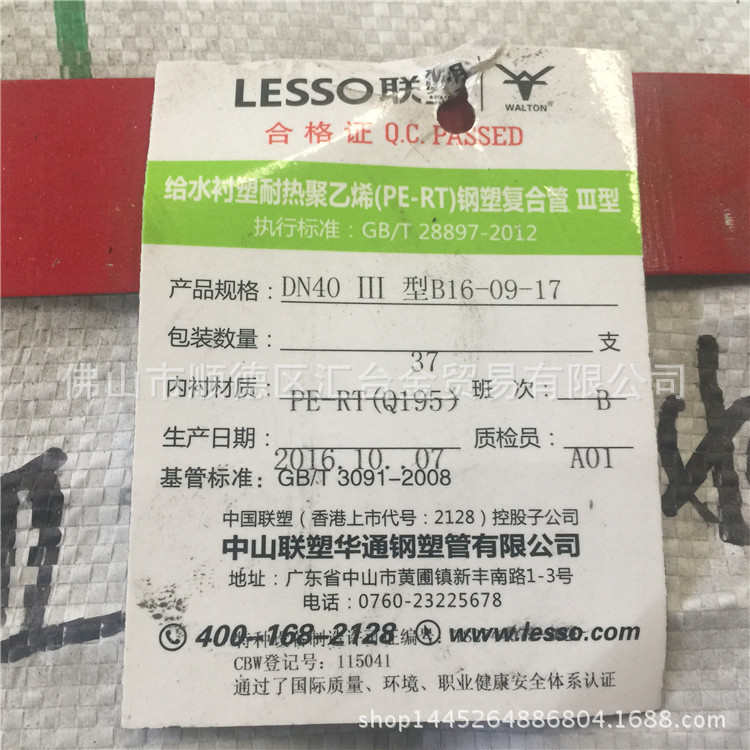 LESSO联塑
WALTON
合格证 Q.C. PASSED
给水衬塑耐热聚乙烯(PE-RT)钢塑复合管 Ⅲ型
执行标准：GB/T 28897-2012
产品规格：DN40 III 型B16-09-17
包装数量：37 支
佛山市顺德区汇合金贸易有限公司
内衬材质：PE-RT(Q195) 班 次：B
生产日期：2016.10..07 质检员：A01
基管标准：GB/T 3091-2008
中国联塑（香港上市代号：2128）控股子公司
中山联塑华通钢塑管有限公司
地址：广东省中山市黄圃镇新丰南路1-3号
电话：0760-23225678
400-168-2128 www.lesso.com
CBW登记号：115041
通过了国际质量、环境、职业健康安全体系认证
shop1445264886804.1688.com